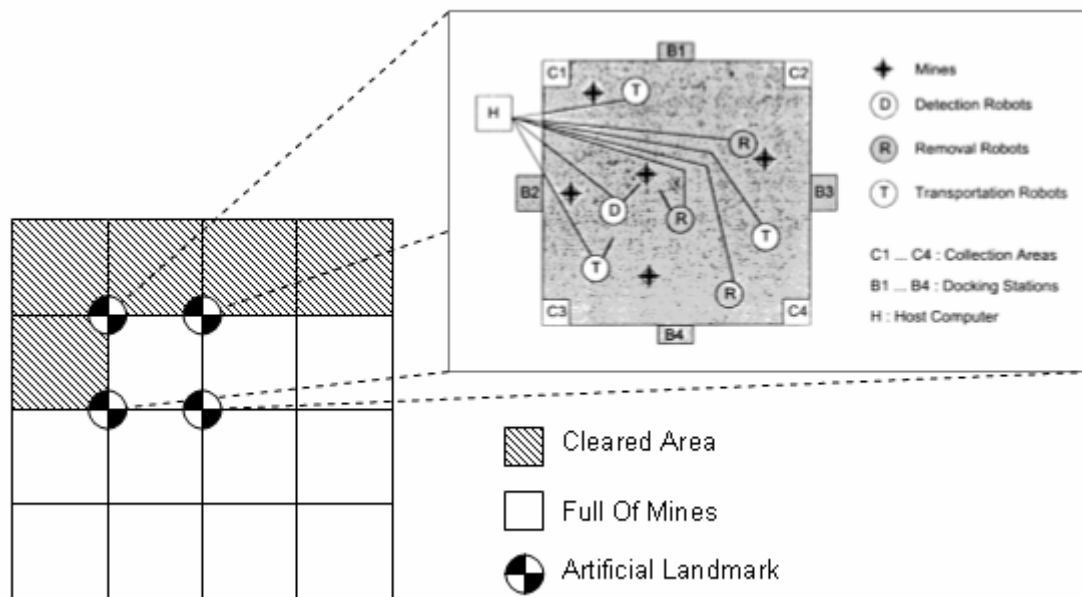 B1
C1
C2
T
H
R
B2
B3
D
R
T
T
R
C3
C4
B4
Mines
D Detection Robots
R Removal Robots
T Transportation Robots
C1 ... C4 : Collection Areas
B1 ... B4 : Docking Stations
H : Host Computer
Cleared Area
Full Of Mines
Artificial Landmark